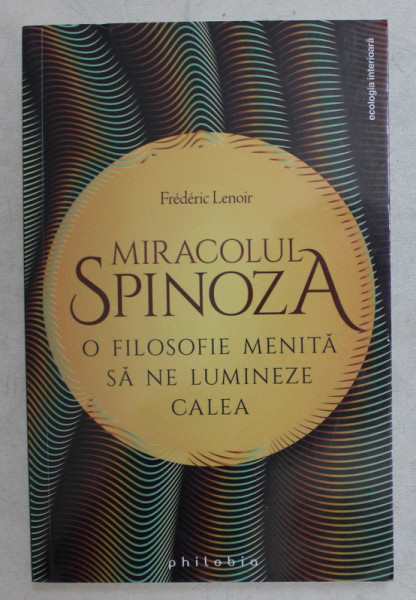 ecologia interioară
Frédéric Lenoir
MIRACOLUL
SPINOZA
O FILOSOFIE MENITĂ
SĂ NE LUMINEZE
CALEA
philobia